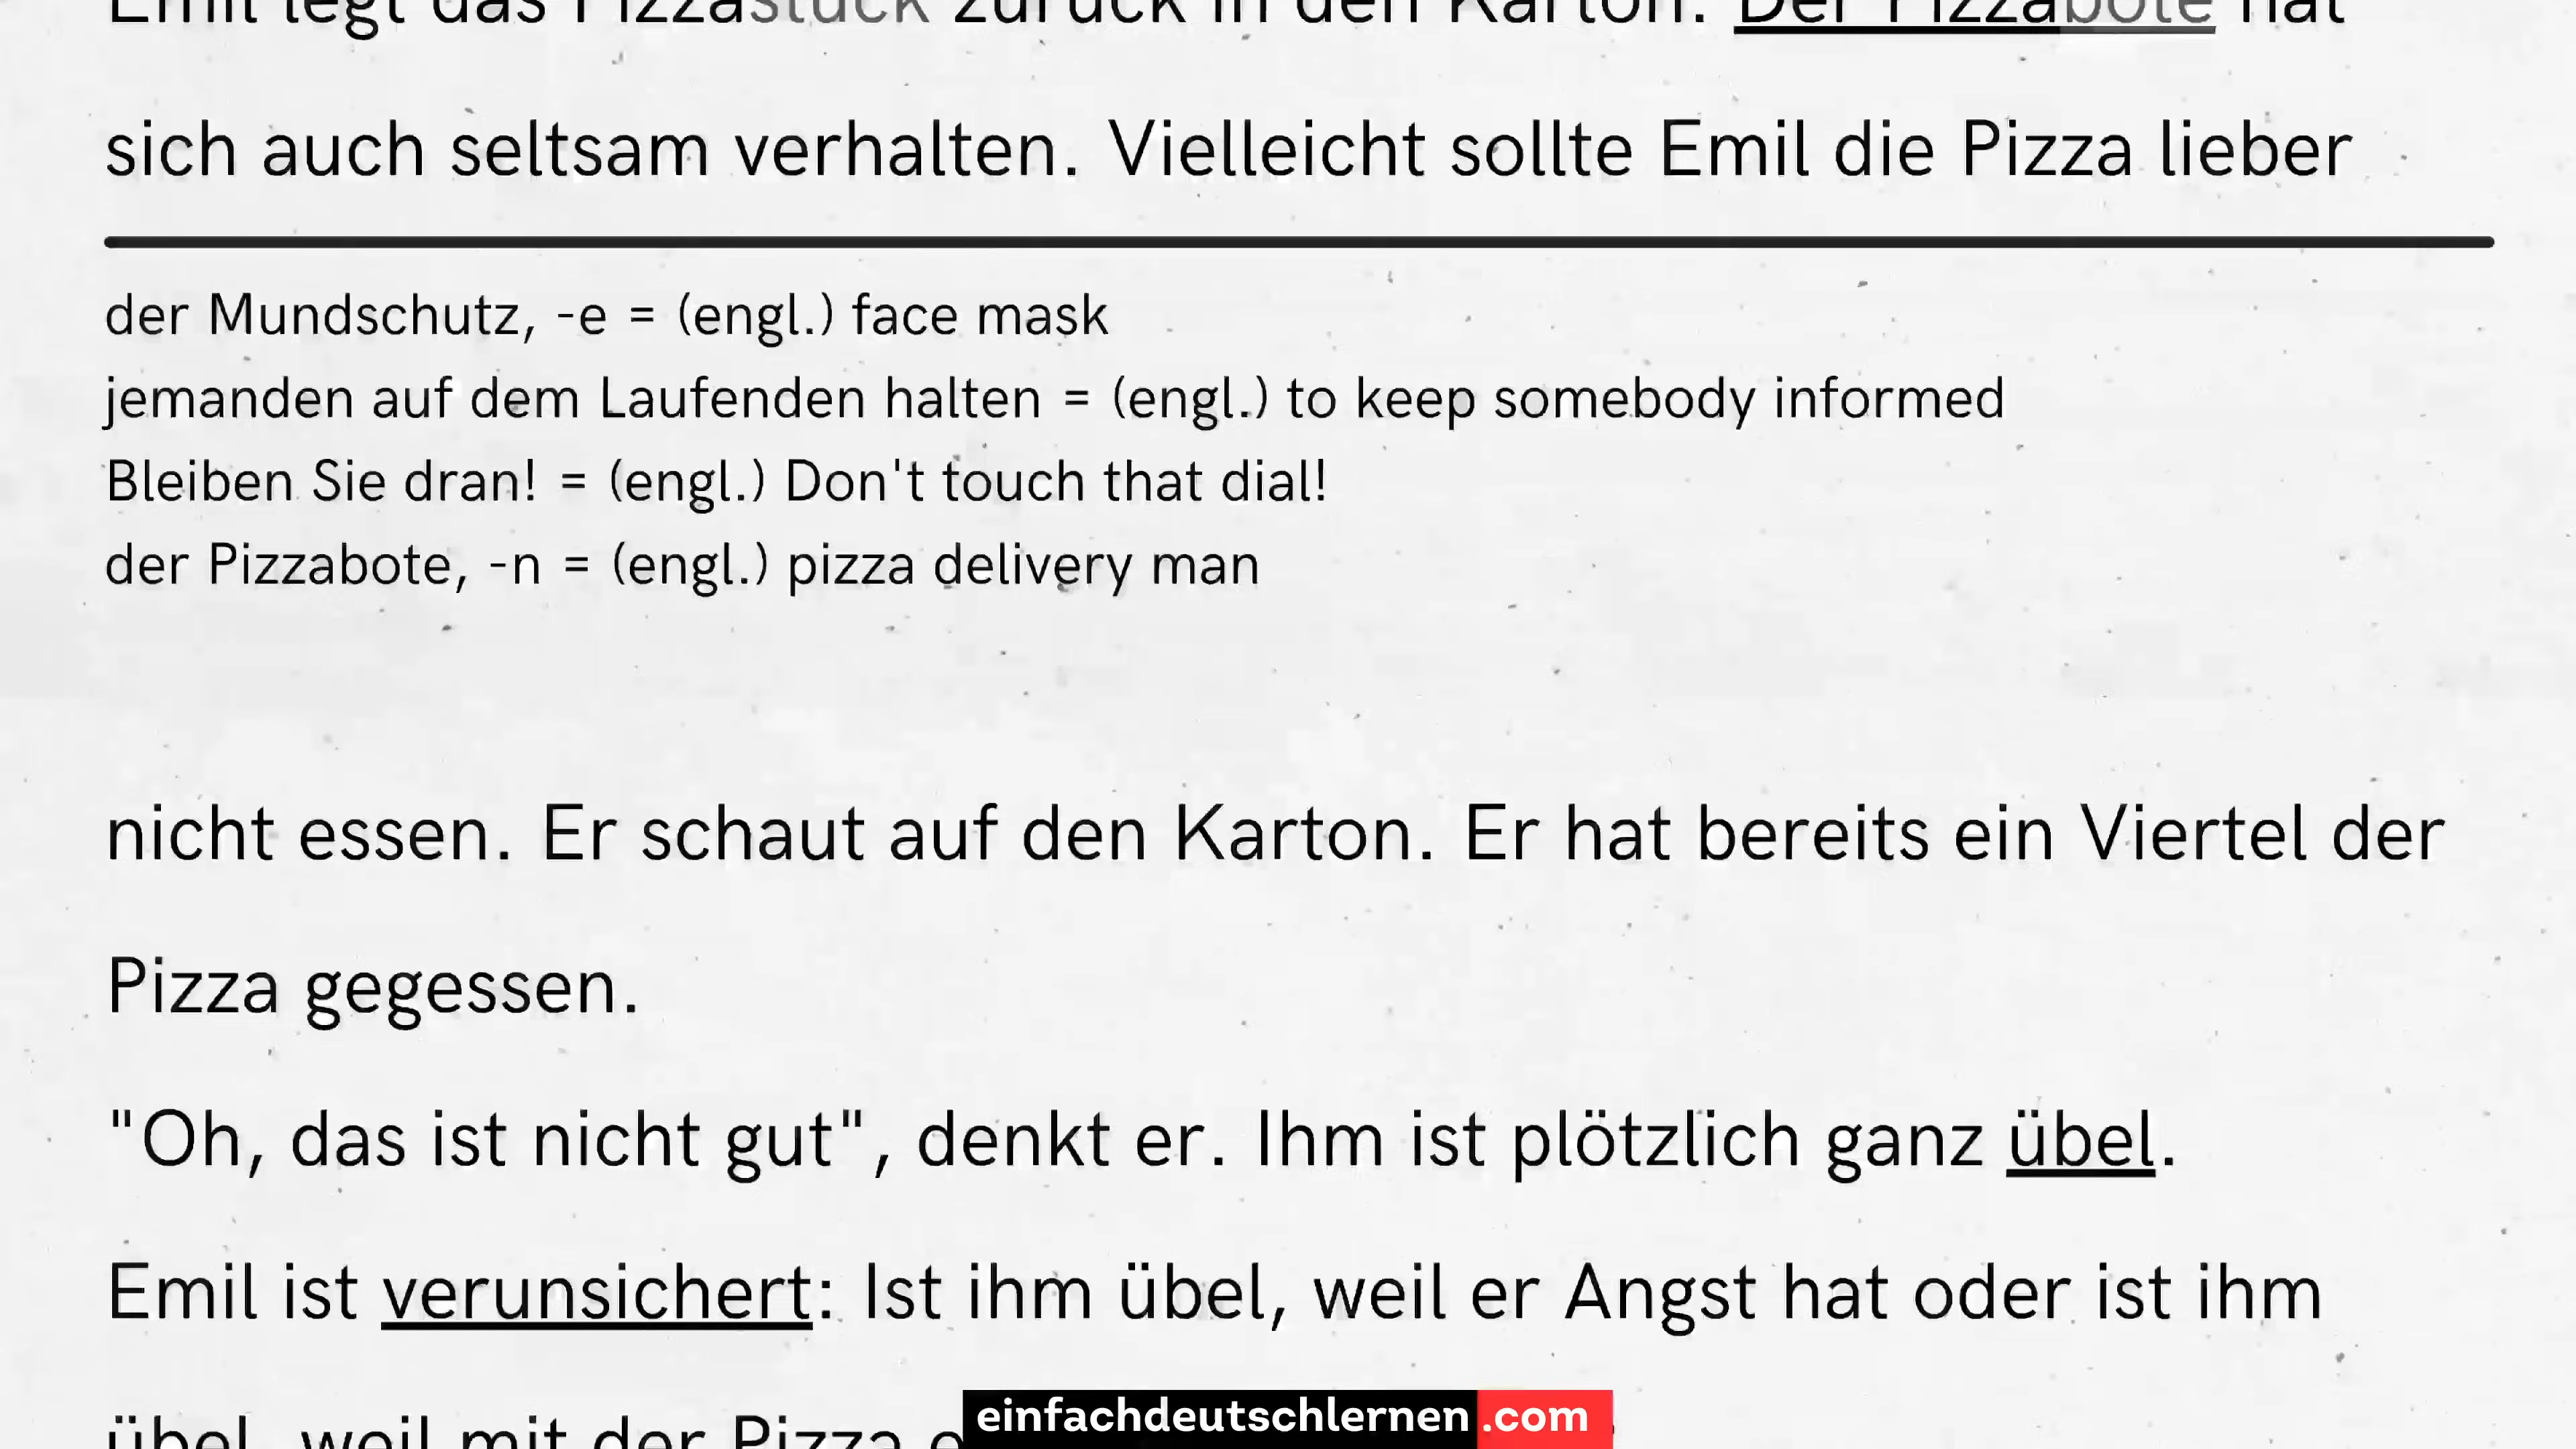 Emil legt das Pizzastück zurück in den Karton. Der Pizzabote hat
sich auch seltsam verhalten. Vielleicht sollte Emil die Pizza lieber
der Mundschutz, -e = (engl.) face mask
jemanden auf dem Laufenden halten = (engl.) to keep somebody informed
Bleiben Sie dran! = (engl.) Don't touch that dial!
der Pizzabote, -n = (engl.) pizza delivery man
nicht essen. Er schaut auf den Karton. Er hat bereits ein Viertel der
Pizza gegessen.
"Oh, das ist nicht gut", denkt er. Ihm ist plötzlich ganz übel.
Emil ist verunsichert: Ist ihm übel, weil er Angst hat oder ist ihm
übel, weil mit der Pizza
einfachdeutschlernen.com